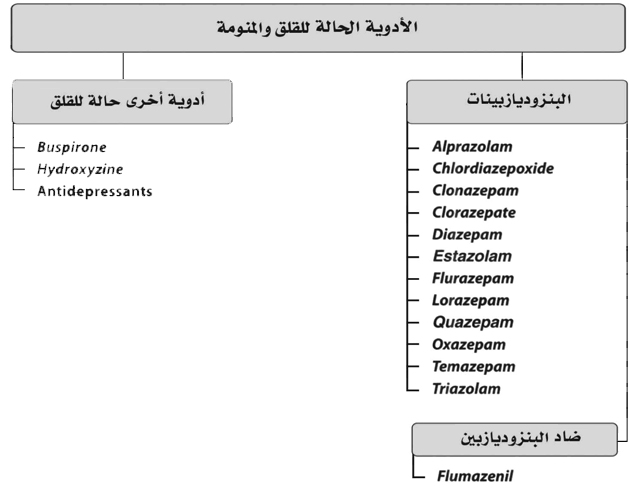 الأدوية الحالة للقلق والمنومة
أدوية أخرى حالة للقلق
Buspirone
Hydroxyzine
Antidepressants
البنزوديازبينات
Alprazolam
Chlordiazepoxide
Clonazepam
Clorazepate
Diazepam
Estazolam
Flurazepam
Lorazepam
Quazepam
Oxazepam
Temazepam
Triazolam
ضاد البنزوديازبين
Flumazenil